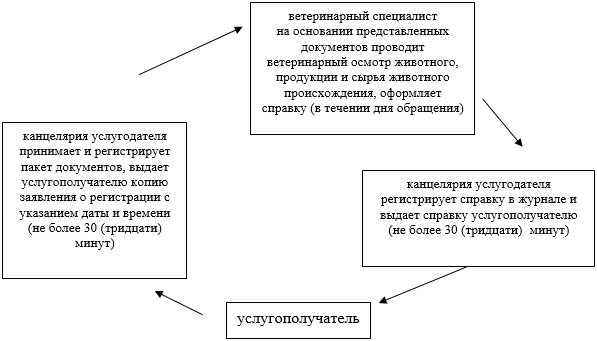 ветеринарный специалист
на основании представленных
документов проводит
ветеринарный осмотр животного,
продукции и сырья животного
происхождения, оформляет
справку (в течении дня обращения)
канцелярия услугодателя
принимает и регистрирует
пакет документов, выдает
услугополучателю копию
заявления о регистрации с
указанием даты и времени
(не более 30 (тридцати)
минут)
канцелярия услугодателя
регистрирует справку в журнале и
выдает справку услугополучателю
(не более 30 (тридцати) минут)
услугополучатель